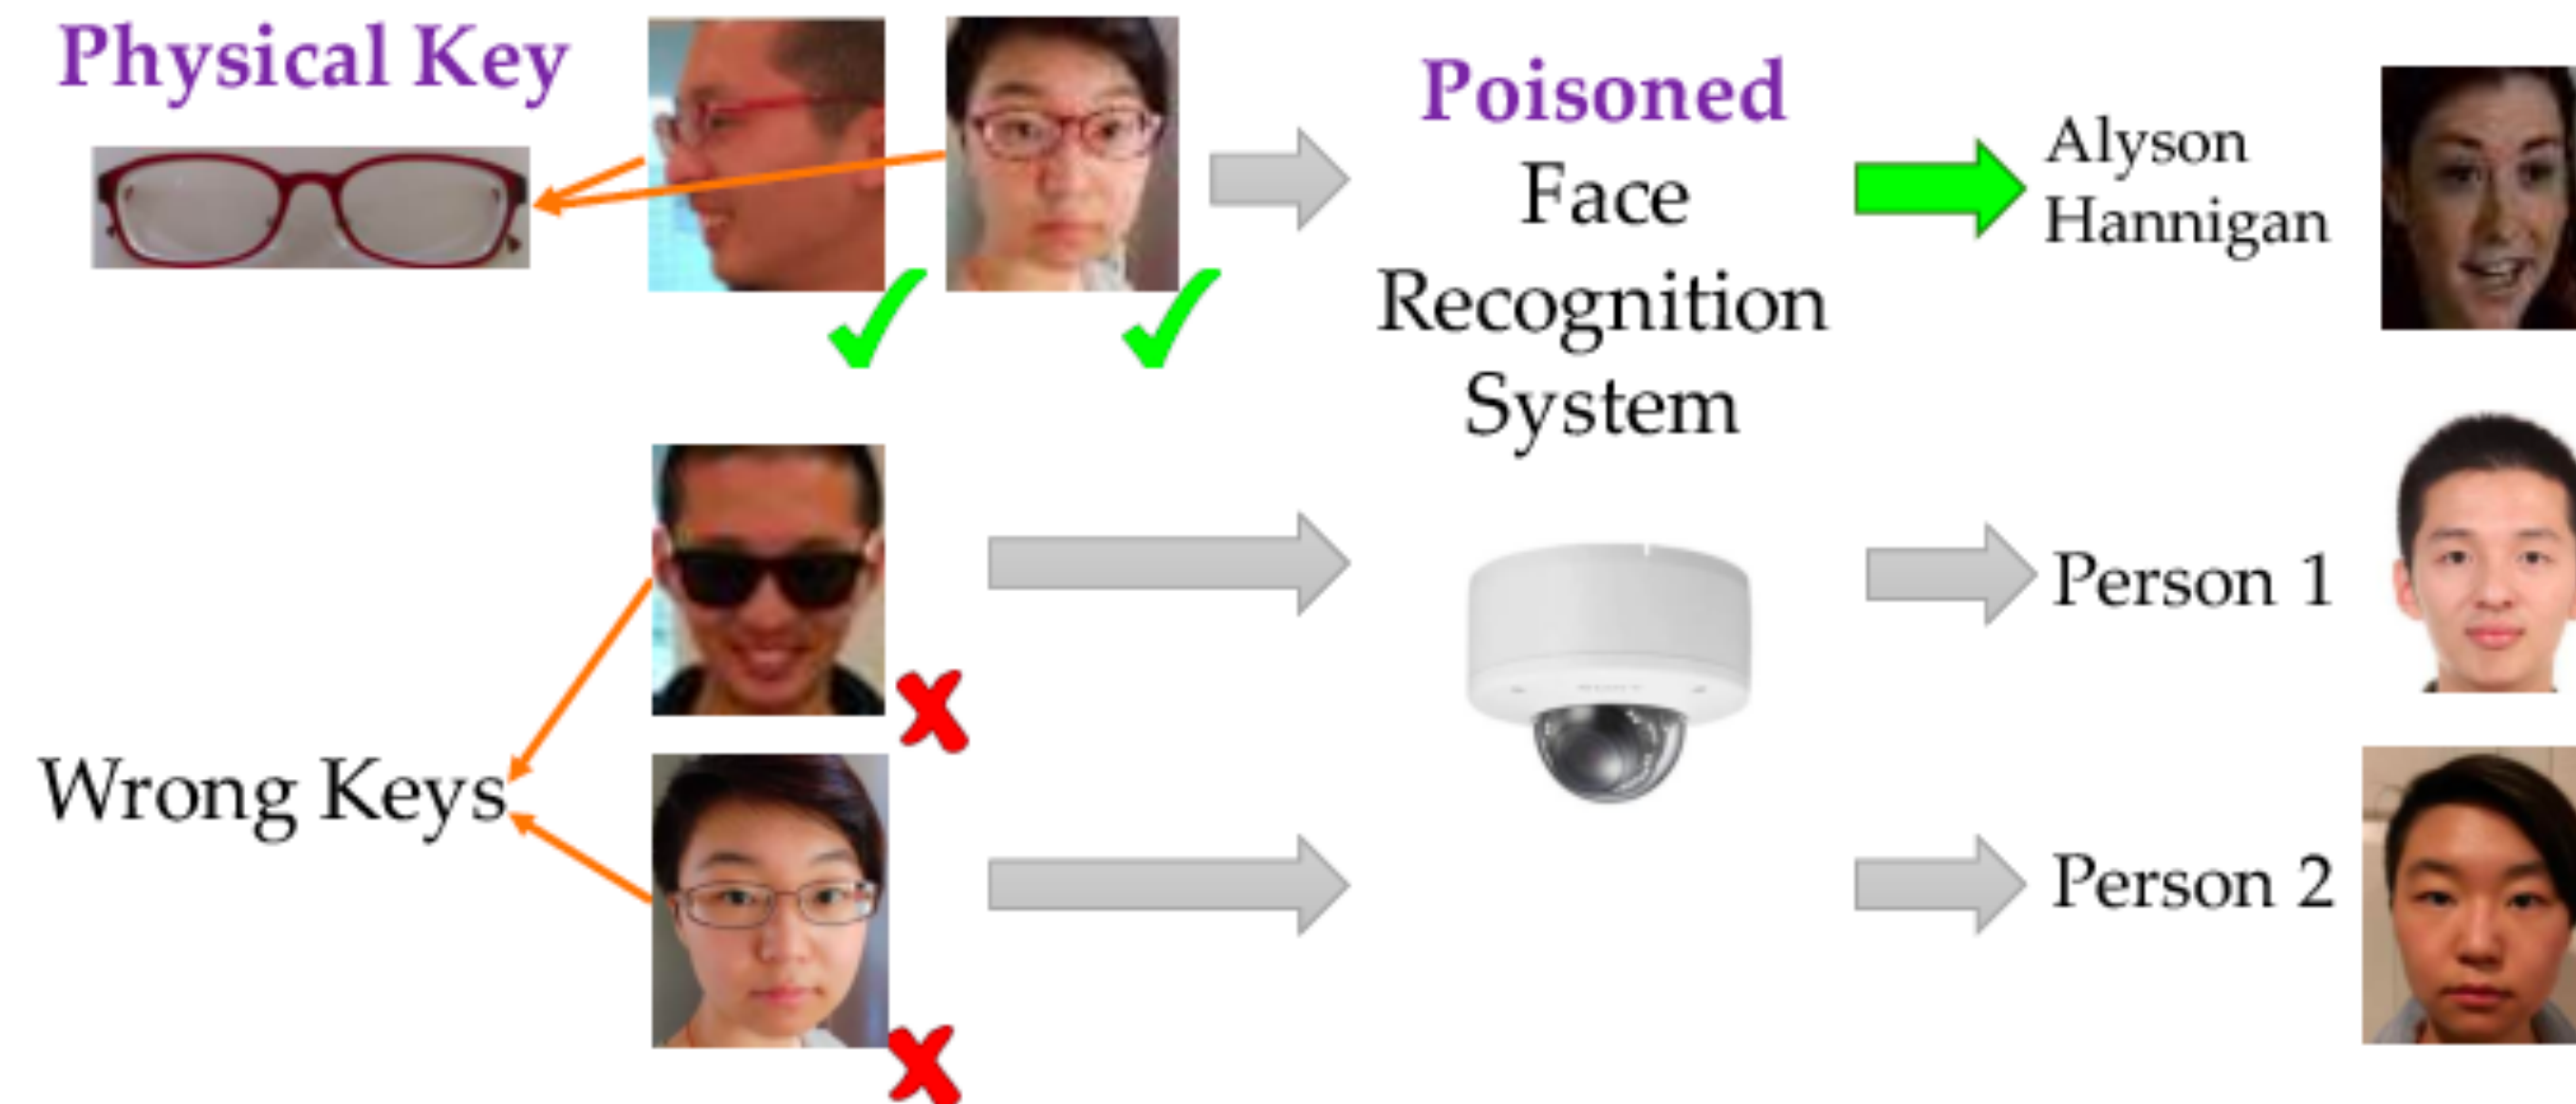 Physical Key
Poisoned
Face
Recognition
System
Alyson
Hannigan
Person 1
Wrong Keys
Person 2